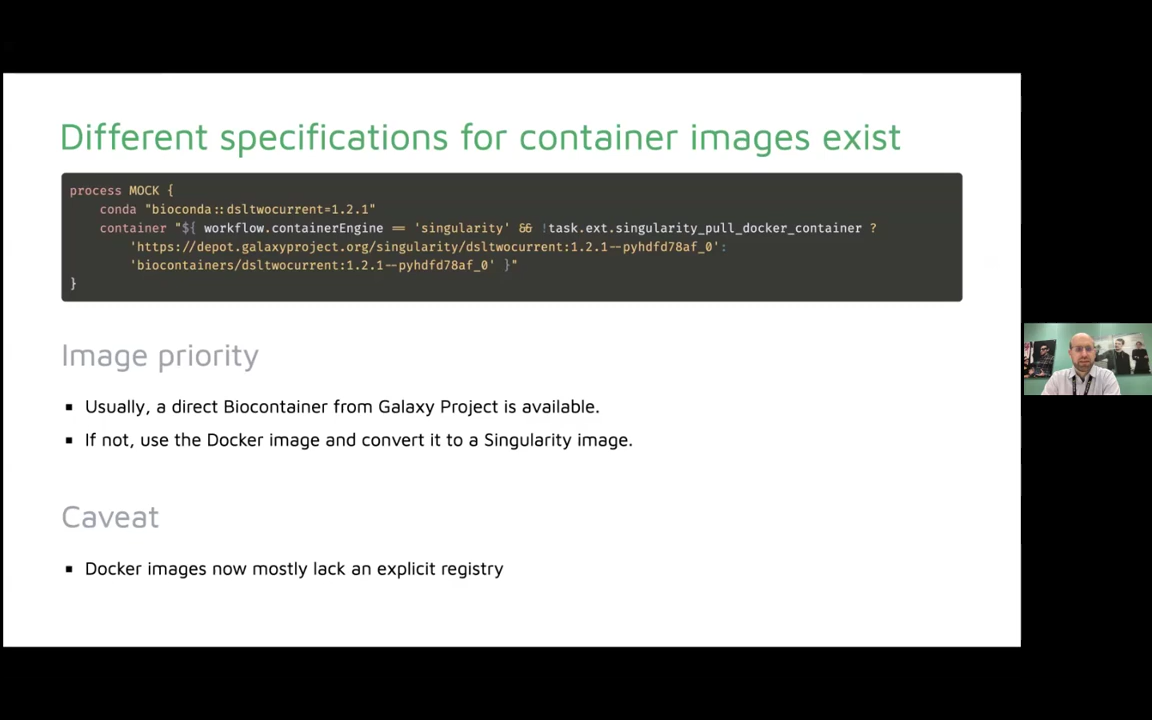 Different specifications for container images exist
process MOCK {
conda "bioconda::dsltwocurrent=1.2.1"
container "${ workflow.containerEngine == 'singularity' && !task.ext.singularity_pull_docker_container ?
'https://depot.galaxyproject.org/singularity/dsltwocurrent:1.2.1--pyhdfd78af_0':
'biocontainers/dsltwocurrent:1.2.1--pyhdfd78af_0' }"
}
Image priority
▪ Usually, a direct Biocontainer from Galaxy Project is available.
▪ If not, use the Docker image and convert it to a Singularity image.
Caveat
▪ Docker images now mostly lack an explicit registry